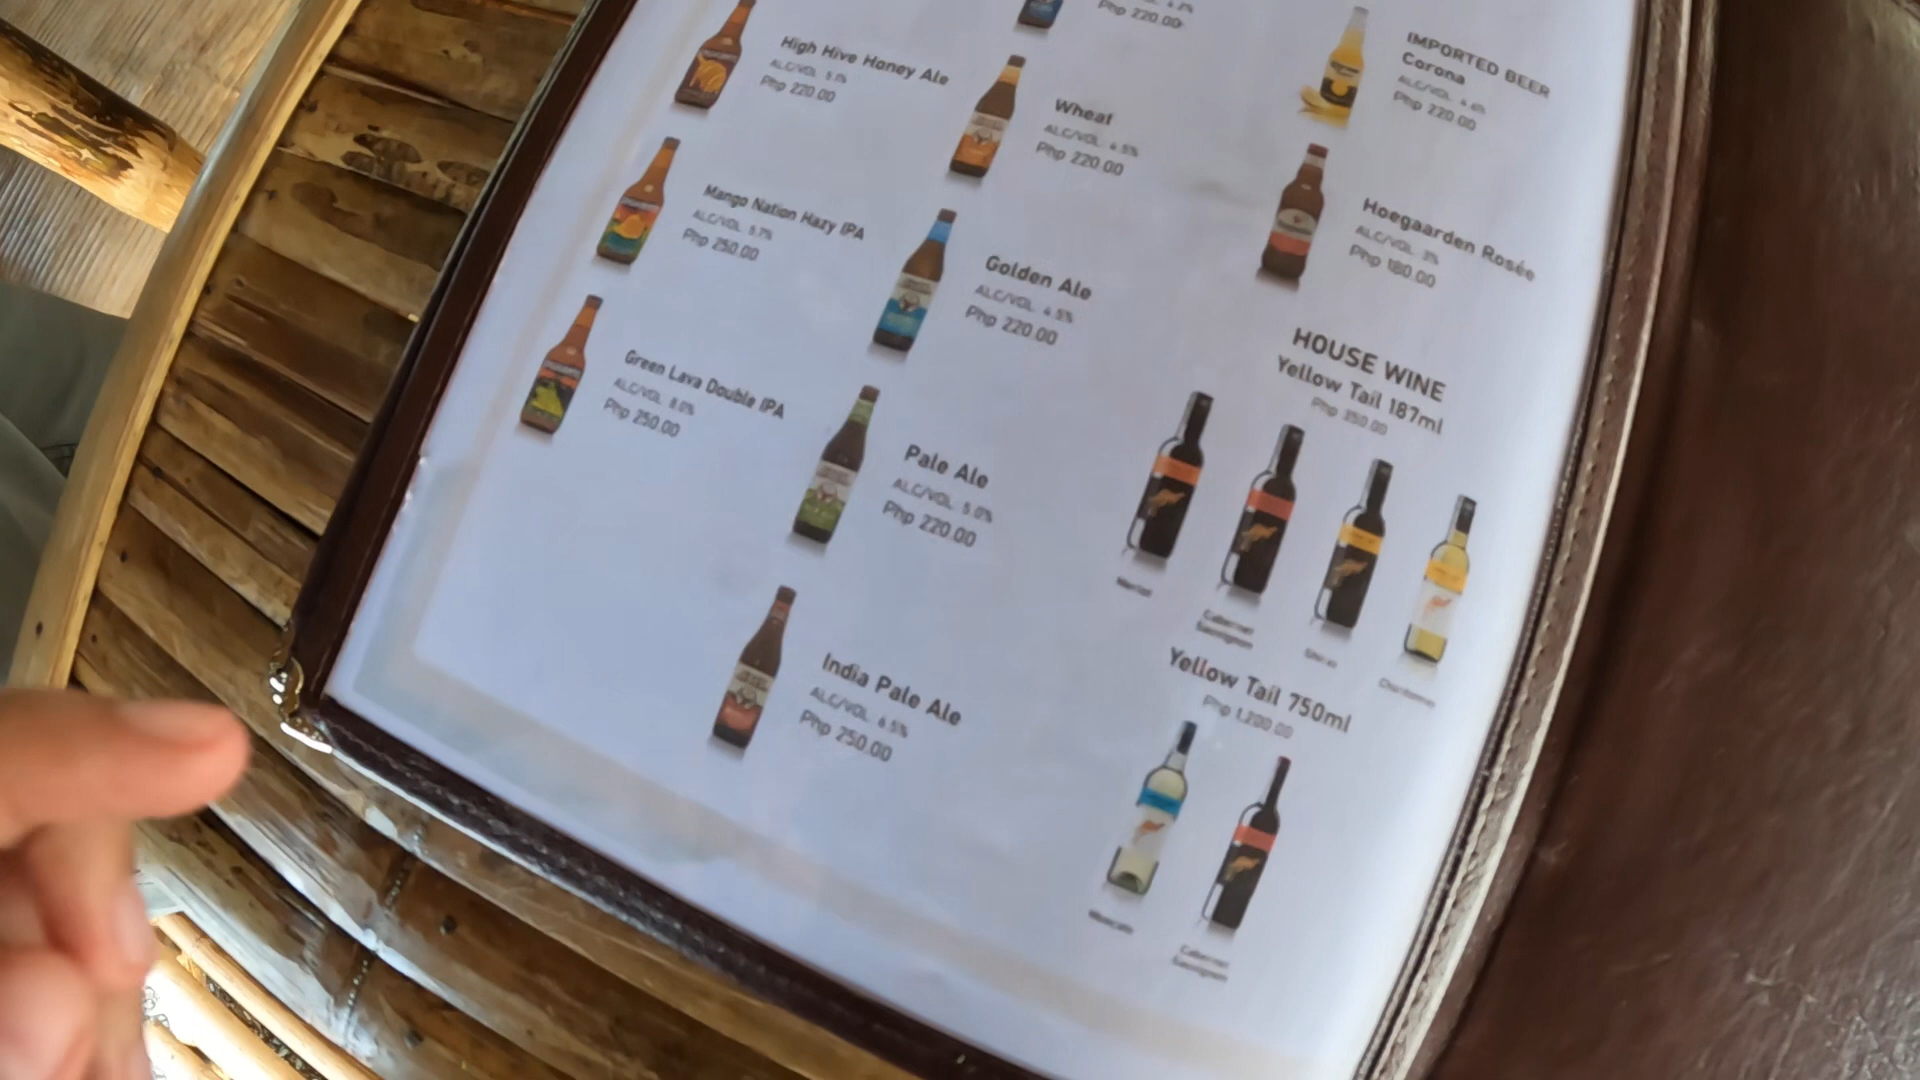 High Hive Honey Ale
ALC/VOL. 5.1%
Php 220.00
Mango Nation Hazy IPA
ALC/VOL. 5.7%
Php 250.00
Green Lava Double IPA
ALC/VOL. 8.0%
Php 250.00
Php 220.00
Wheat
ALC/VOL. 4.5%
Php 220.00
Golden Ale
ALC/VOL. 4.5%
Php 220.00
Pale Ale
ALC/VOL. 5.0%
Php 220.00
India Pale Ale
ALC/VOL. 6.5%
Php 250.00
IMPORTED BEER
Corona
ALC/VOL. 4.6%
Php 220.00
Hoegaarden Rosée
ALC/VOL. 3%
Php 180.00
HOUSE WINE
Yellow Tail 187ml
Php 350.00
Merlot
Cabernet
Sauvignon
Shiraz
Chardonnay
Yellow Tail 750ml
Php 1,200.00
Moscato
Cabernet
Sauvignon